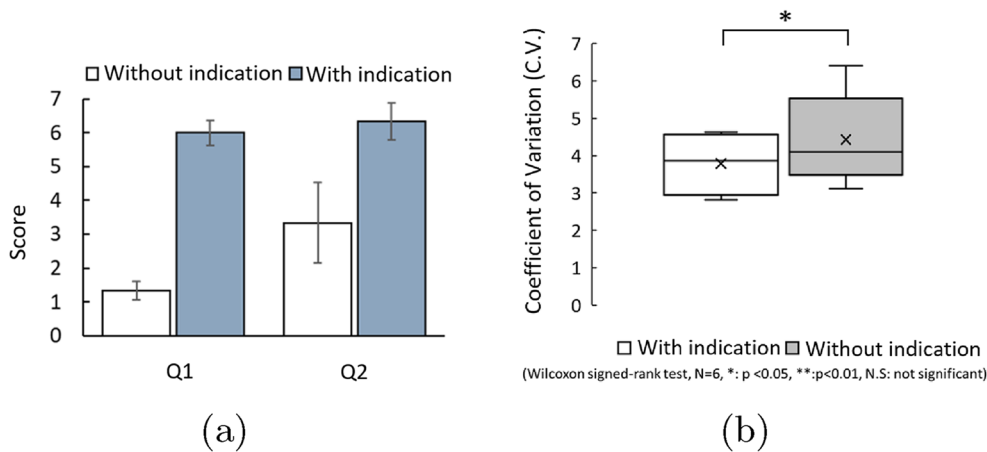 Without indication With indication
7
6
5
4
3
2
1
0
Score
Q1 Q2
(a)
*
7
6
5
4
3
2
1
0
Coefficient of Variation (C.V.)
With indication Without indication
(Wilcoxon signed-rank test, N=6, *: p <0.05, **:p<0.01, N.S: not significant)
(b)